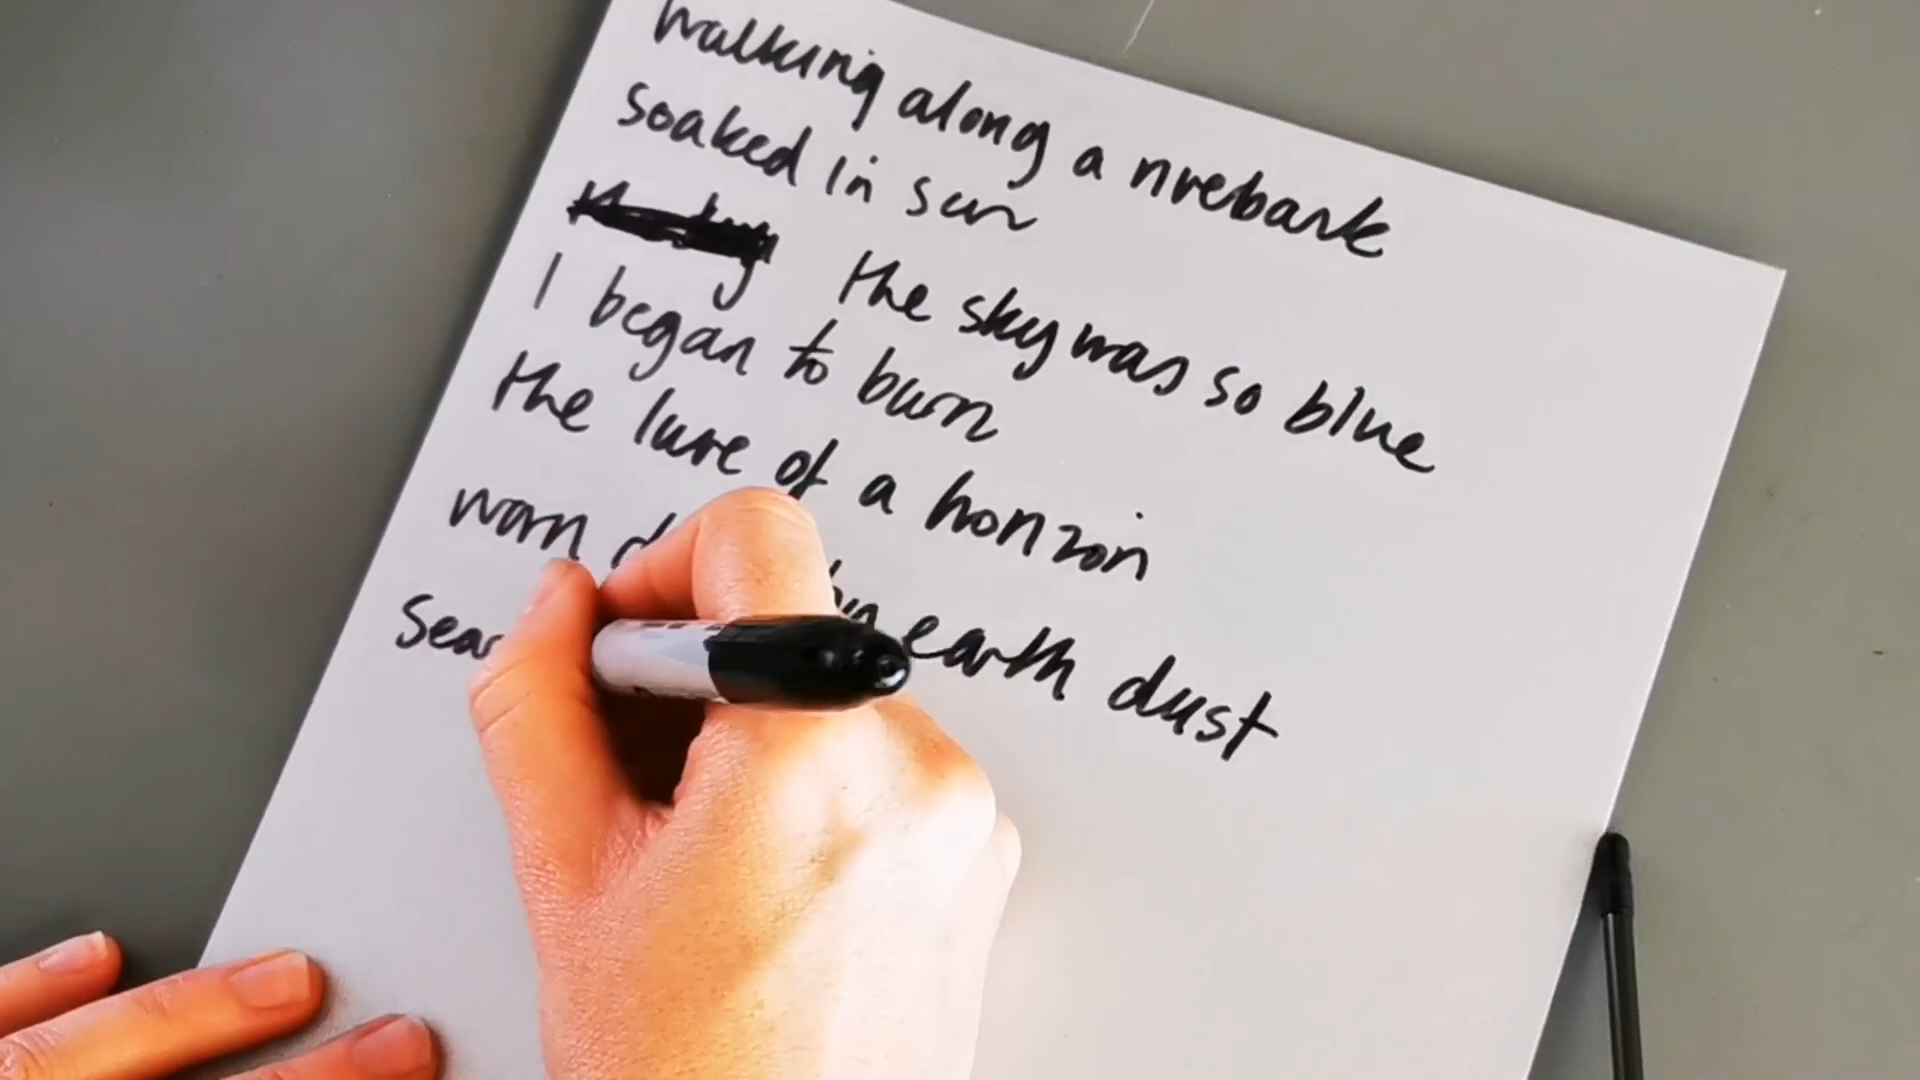 walking along a riverbank
soaked in sun
the sky was so blue
I began to burn
the lure of a horizon
worn by earth dust